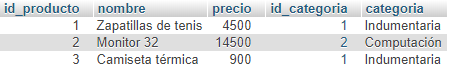 id_producto nombre precio id_categoria categoria
1 Zapatillas de tenis 4500 1 Indumentaria
2 Monitor 32 14500 2 Computación
3 Camiseta térmica 900 1 Indumentaria